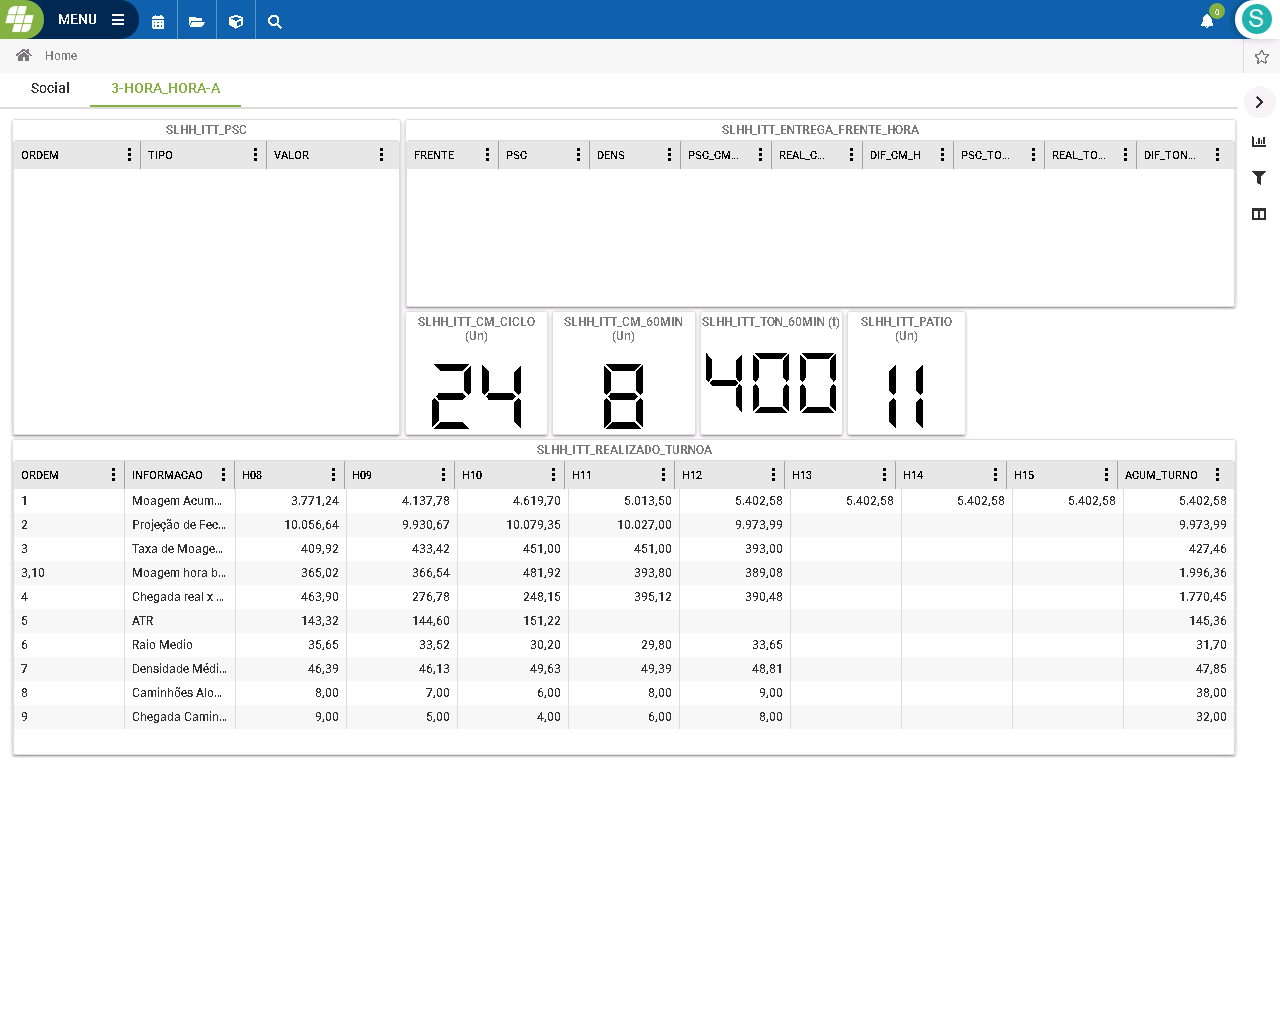 MENU
0
S
Home
Social 3-HORA_HORA-A
SLHH_ITT_PSC
ORDEM TIPO VALOR
SLHH_ITT_ENTREGA_FRENTE_HORA
FRENTE PSC DENS PSC_CM... REAL_C... DIF_CM_H PSC_TO... REAL_TO... DIF_TON...
SLHH_ITT_CM_CICLO
(Un)
24
SLHH_ITT_CM_60MIN
(Un)
8
SLHH_ITT_TON_60MIN (t)
400
SLHH_ITT_PATIO
(Un)
11
SLHH_ITT_REALIZADO_TURNOA
ORDEM INFORMACAO H08 H09 H10 H11 H12 H13 H14 H15 ACUM_TURNO
1 Moagem Acum... 3.771,24 4.137,78 4.619,70 5.013,50 5.402,58 5.402,58 5.402,58 5.402,58 5.402,58
2 Projeção de Fec... 10.056,64 9.930,67 10.079,35 10.027,00 9.973,99 9.973,99
3 Taxa de Moage... 409,92 433,42 451,00 451,00 393,00 427,46
3,10 Moagem hora b... 365,02 366,54 481,92 393,80 389,08 1.996,36
4 Chegada real x ... 463,90 276,78 248,15 395,12 390,48 1.770,45
5 ATR 143,32 144,60 151,22 145,36
6 Raio Medio 35,65 33,52 30,20 29,80 33,65 31,70
7 Densidade Médi... 46,39 46,13 49,63 49,39 48,81 47,85
8 Caminhões Alo... 8,00 7,00 6,00 8,00 9,00 38,00
9 Chegada Camin... 9,00 5,00 4,00 6,00 8,00 32,00